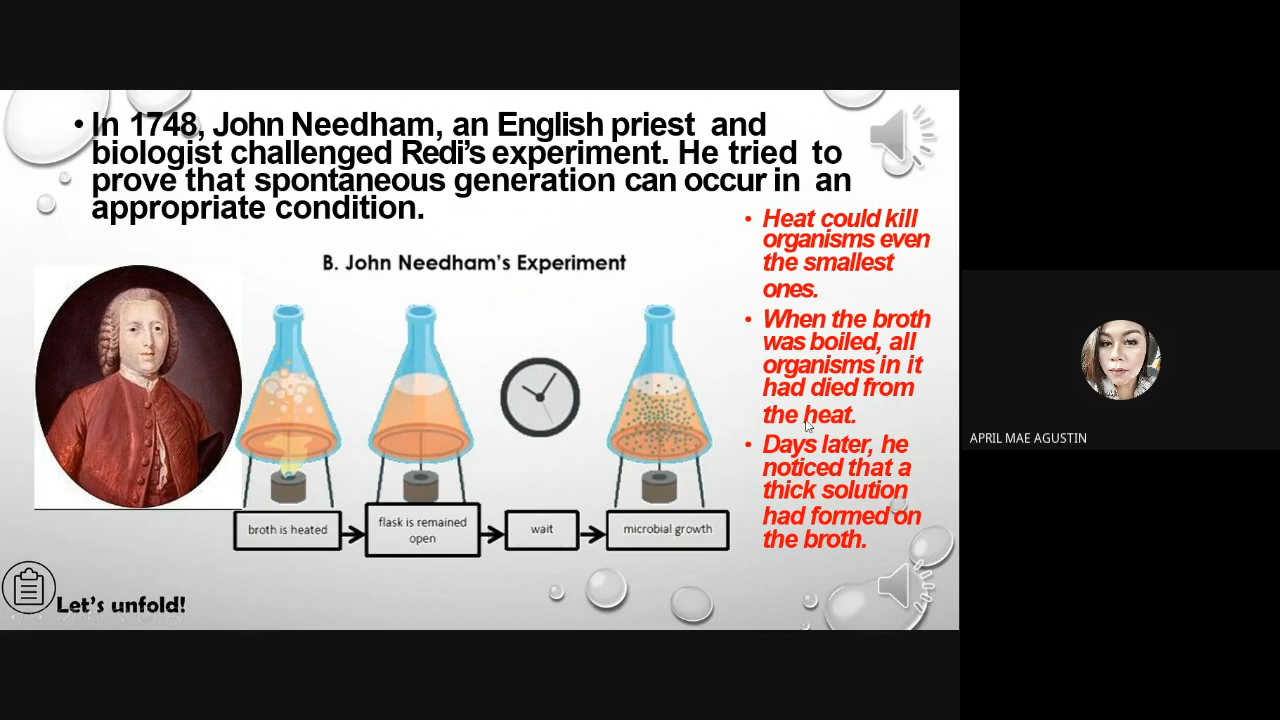 • In 1748, John Needham, an English priest and
biologist challenged Redi's experiment. He tried to
prove that spontaneous generation can occur in an
appropriate condition.
• Heat could kill
organisms even
the smallest
ones.
• When the broth
was boiled, all
organisms in it
had died from
the heat.
• Days later, he
noticed that a
thick solution
had formed on
the broth.
B. John Needham's Experiment
broth is heated
flask is remained
open
wait
microbial growth
Let's unfold!
APRIL MAE AGUSTIN